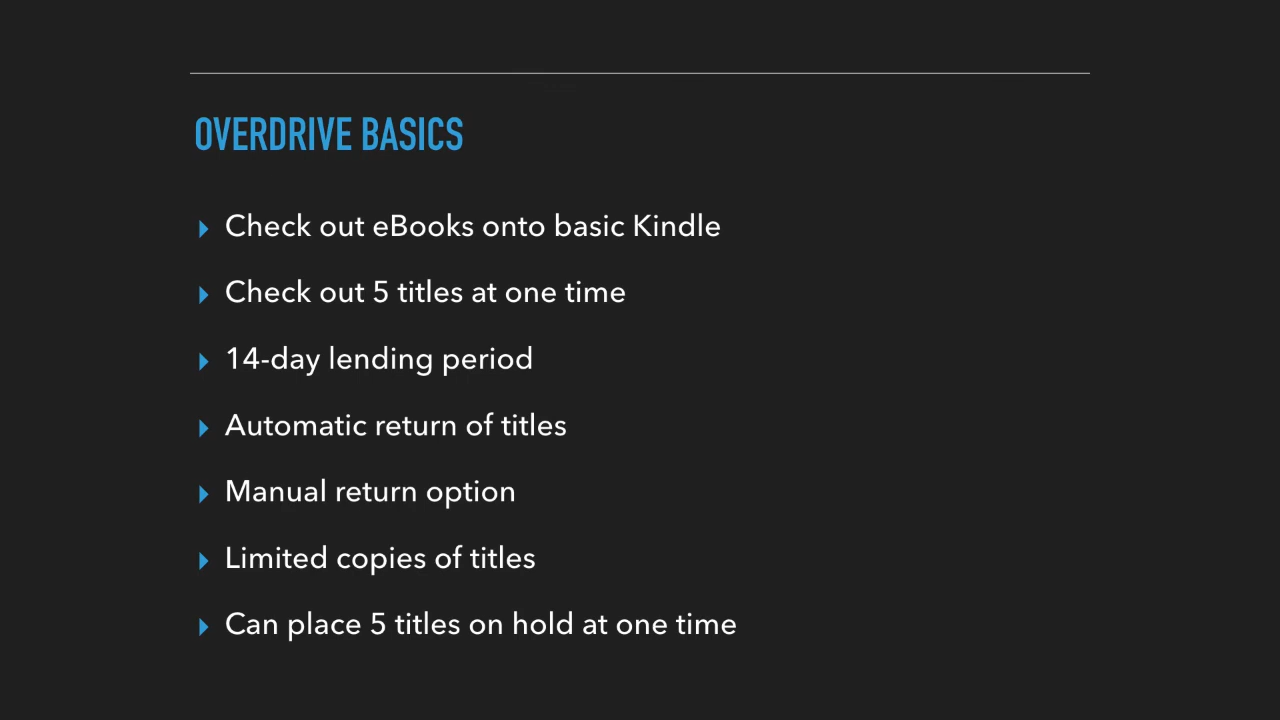 OVERDRIVE BASICS
Check out eBooks onto basic Kindle
Check out 5 titles at one time
14-day lending period
Automatic return of titles
Manual return option
Limited copies of titles
Can place 5 titles on hold at one time